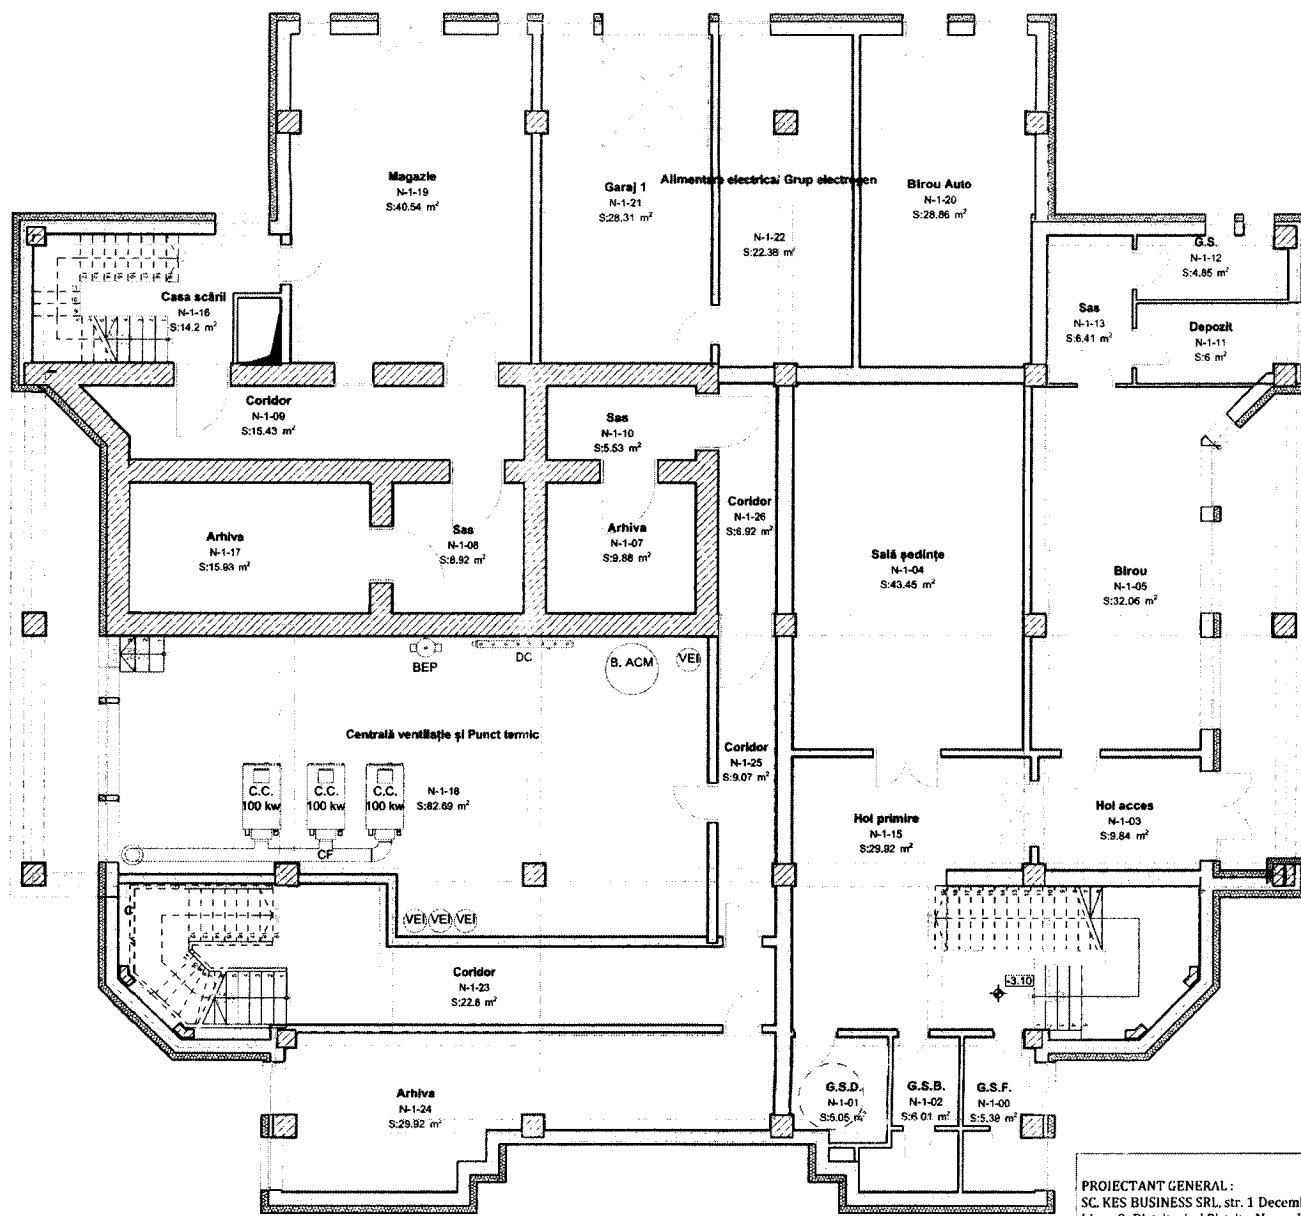 Magazie
N-1-19
S:40.54 m²
Garaj 1
N-1-21
S:28.31 m²
Alimentare electrica/ Grup electrogen
N-1-22
S:22.38 m²
Birou Auto
N-1-20
S:28.86 m²
G.S.
N-1-12
S:4.85 m²
Casa scării
N-1-16
S:14.2 m²
Sas
N-1-13
S:6.41 m²
Depozit
N-1-11
S:6 m²
Coridor
N-1-09
S:15.43 m²
Sas
N-1-10
S:5.53 m²
Coridor
N-1-26
S:6.92 m²
Arhiva
N-1-17
S:15.93 m²
Sas
N-1-08
S:8.92 m²
Arhiva
N-1-07
S:9.88 m²
Sală ședințe
N-1-04
S:43.45 m²
Birou
N-1-05
S:32.06 m²
BEP
DC
B. ACM
VEI
Centrală ventilație și Punct termic
N-1-18
S:82.69 m²
C.C.
100 kw
C.C.
100 kw
C.C.
100 kw
CF
Coridor
N-1-25
S:9.07 m²
Hol primire
N-1-15
S:29.92 m²
Hol acces
N-1-03
S:9.84 m²
VEI
VEI
VEI
Coridor
N-1-23
S:22.8 m²
-3.10
Arhiva
N-1-24
S:29.92 m²
G.S.D.
N-1-01
S:5.05 m²
G.S.B.
N-1-02
S:6.01 m²
G.S.F.
N-1-00
S:5.39 m²
PROIECTANT GENERAL :
SC. KES BUSINESS SRL, str. 1 Decem